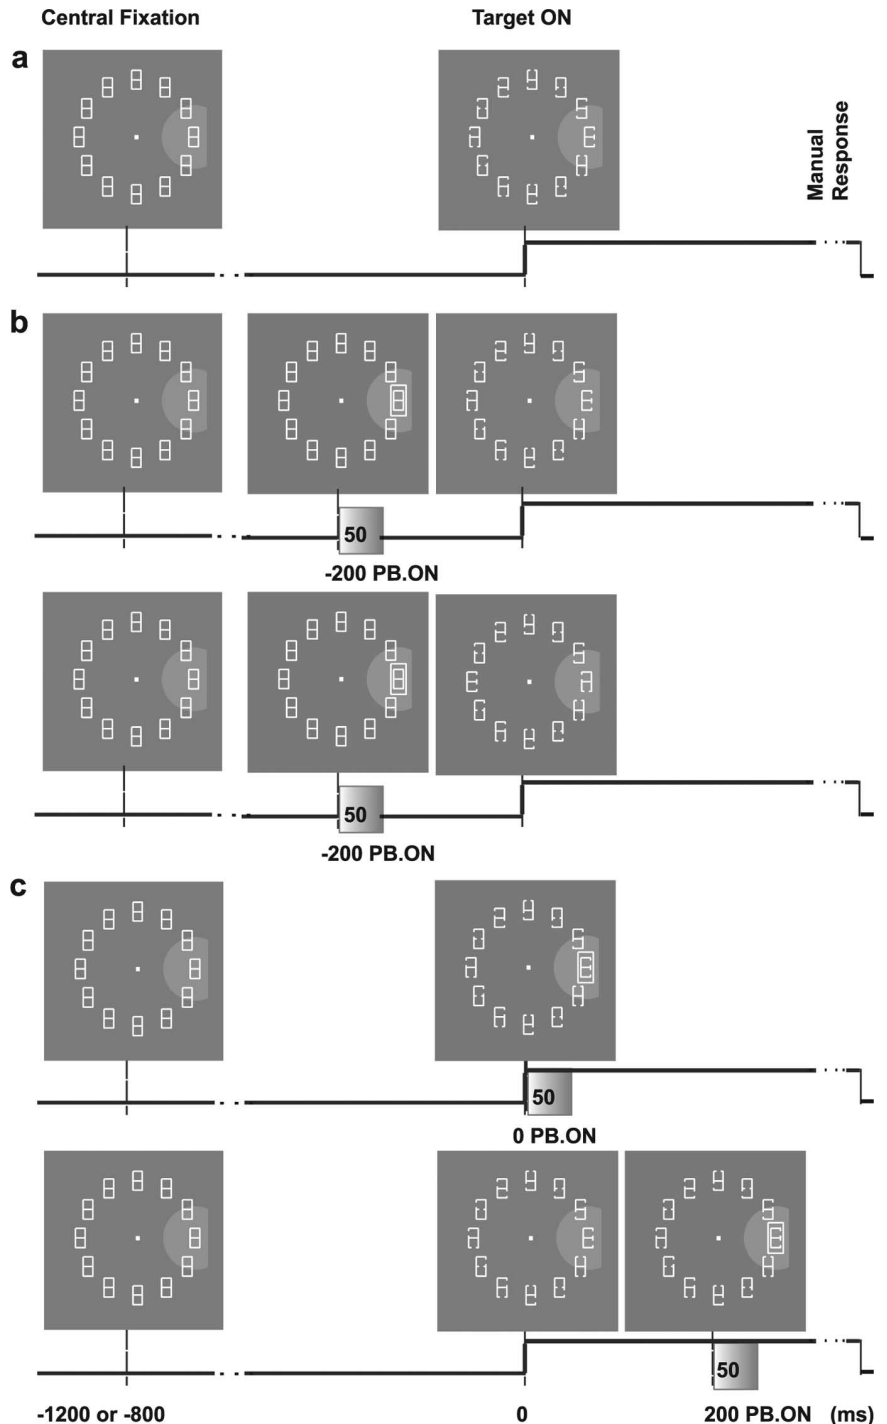 Central Fixation
Target ON
a
Manual
Response
b
50
-200 PB.ON
50
-200 PB.ON
c
50
0 PB.ON
50
-1200 or -800
0
200 PB.ON
(ms)